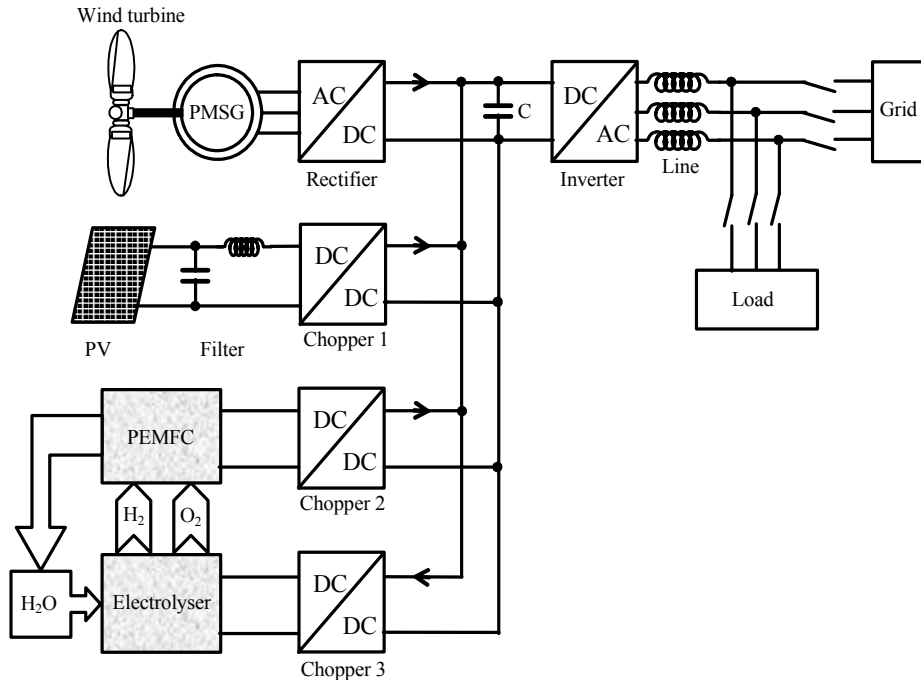 Wind turbine
PMSG
AC
DC
Rectifier
C
DC
AC
Inverter
Line
Grid
Load
PV
Filter
DC
DC
Chopper 1
PEMFC
DC
DC
Chopper 2
H₂
O₂
H₂O
Electrolyser
DC
DC
Chopper 3